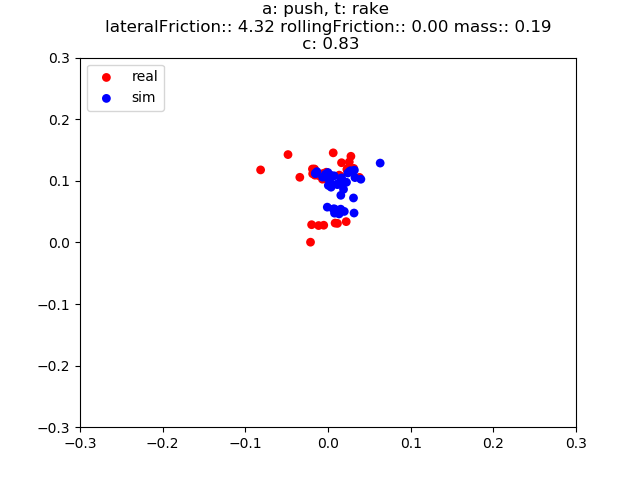 a: push, t: rake
lateralFriction:: 4.32 rollingFriction:: 0.00 mass:: 0.19
c: 0.83
real
sim
0.3
0.2
0.1
0.0
−0.1
−0.2
−0.3
−0.3 −0.2 −0.1 0.0 0.1 0.2 0.3